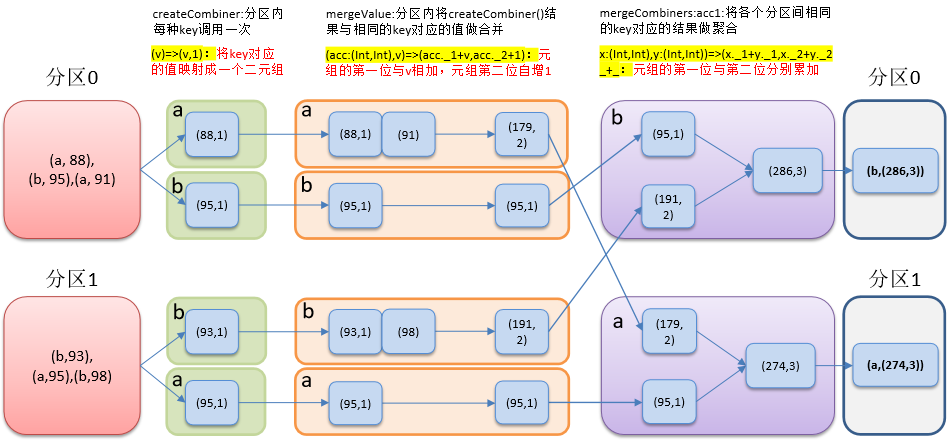 createCombiner:分区内
每种key调用一次
(v)=>(v,1)：将key对应
的值映射成一个二元组
mergeValue:分区内将createCombiner()结
果与相同的key对应的值做合并
(acc:(Int,Int),v)=>(acc._1+v,acc._2+1)：元
组的第一位与v相加，元组第二位自增1
mergeCombiners:acc1:将各个分区间相同
的key对应的结果做聚合
x:(Int,Int),y:(Int,Int))=>(x._1+y._1,x._2+y._2
_+_：元组的第一位与第二位分别累加
分区0
分区0
(a, 88),
(b, 95),(a, 91)
a
(88,1)
b
(95,1)
a
(88,1)
(91)
(179,
2)
b
(95,1)
(95,1)
b
(95,1)
(191,
2)
(286,3)
(b,(286,3))
分区1
分区1
(b,93),
(a,95),(b,98)
b
(93,1)
a
(95,1)
b
(93,1)
(98)
(191,
2)
a
(95,1)
(95,1)
a
(179,
2)
(95,1)
(274,3)
(a,(274,3))